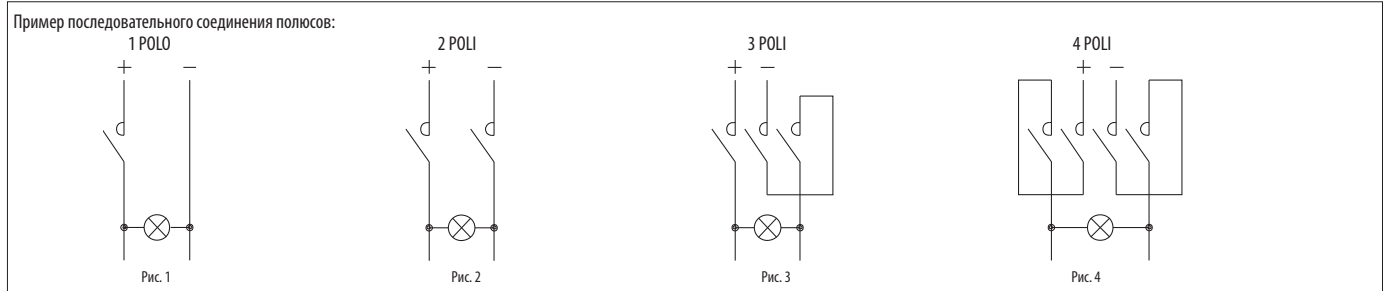 Пример последовательного соединения полюсов:
1 POLO 2 POLI 3 POLI 4 POLI
+ − + − + − + −
Рис. 1 Рис. 2 Рис. 3 Рис. 4